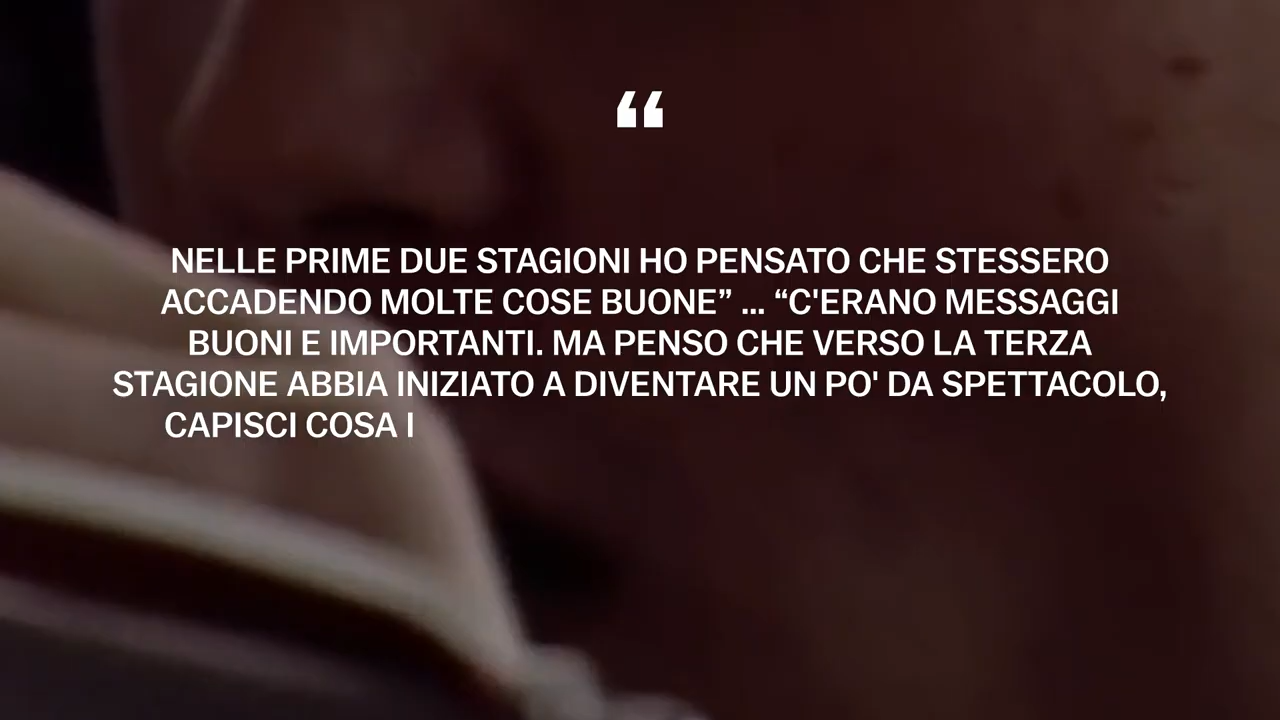 “
NELLE PRIME DUE STAGIONI HO PENSATO CHE STESSERO
ACCADENDO MOLTE COSE BUONE” ... “C'ERANO MESSAGGI
BUONI E IMPORTANTI. MA PENSO CHE VERSO LA TERZA
STAGIONE ABBIA INIZIATO A DIVENTARE UN PO' DA SPETTACOLO,
CAPISCI COSA I